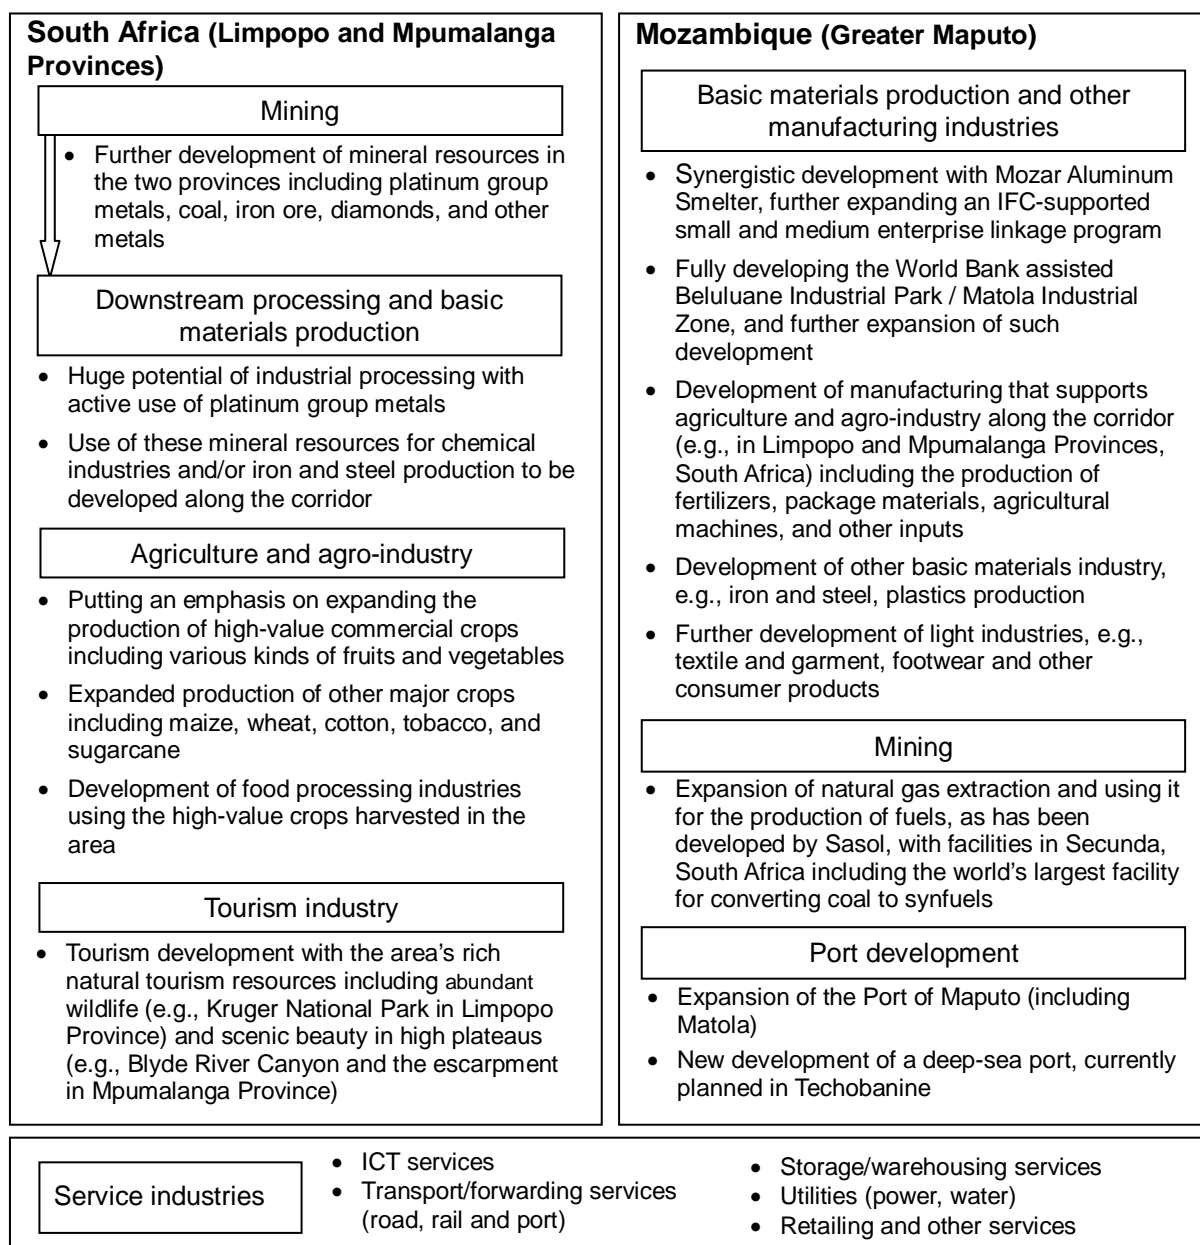 South Africa (Limpopo and Mpumalanga
Provinces)
Mining
• Further development of mineral resources in
the two provinces including platinum group
metals, coal, iron ore, diamonds, and other
metals
Downstream processing and basic
materials production
• Huge potential of industrial processing with
active use of platinum group metals
• Use of these mineral resources for chemical
industries and/or iron and steel production to be
developed along the corridor
Agriculture and agro-industry
• Putting an emphasis on expanding the
production of high-value commercial crops
including various kinds of fruits and vegetables
• Expanded production of other major crops
including maize, wheat, cotton, tobacco, and
sugarcane
• Development of food processing industries
using the high-value crops harvested in the
area
Tourism industry
• Tourism development with the area's rich
natural tourism resources including abundant
wildlife (e.g., Kruger National Park in Limpopo
Province) and scenic beauty in high plateaus
(e.g., Blyde River Canyon and the escarpment
in Mpumalanga Province)
Mozambique (Greater Maputo)
Basic materials production and other
manufacturing industries
• Synergistic development with Mozar Aluminum
Smelter, further expanding an IFC-supported
small and medium enterprise linkage program
• Fully developing the World Bank assisted
Beluluane Industrial Park / Matola Industrial
Zone, and further expansion of such
development
• Development of manufacturing that supports
agriculture and agro-industry along the corridor
(e.g., in Limpopo and Mpumalanga Provinces,
South Africa) including the production of
fertilizers, package materials, agricultural
machines, and other inputs
• Development of other basic materials industry,
e.g., iron and steel, plastics production
• Further development of light industries, e.g.,
textile and garment, footwear and other
consumer products
Mining
• Expansion of natural gas extraction and using it
for the production of fuels, as has been
developed by Sasol, with facilities in Secunda,
South Africa including the world's largest facility
for converting coal to synfuels
Port development
• Expansion of the Port of Maputo (including
Matola)
• New development of a deep-sea port, currently
planned in Techobanine
Service industries
• ICT services
• Transport/forwarding services
(road, rail and port)
• Storage/warehousing services
• Utilities (power, water)
• Retailing and other services